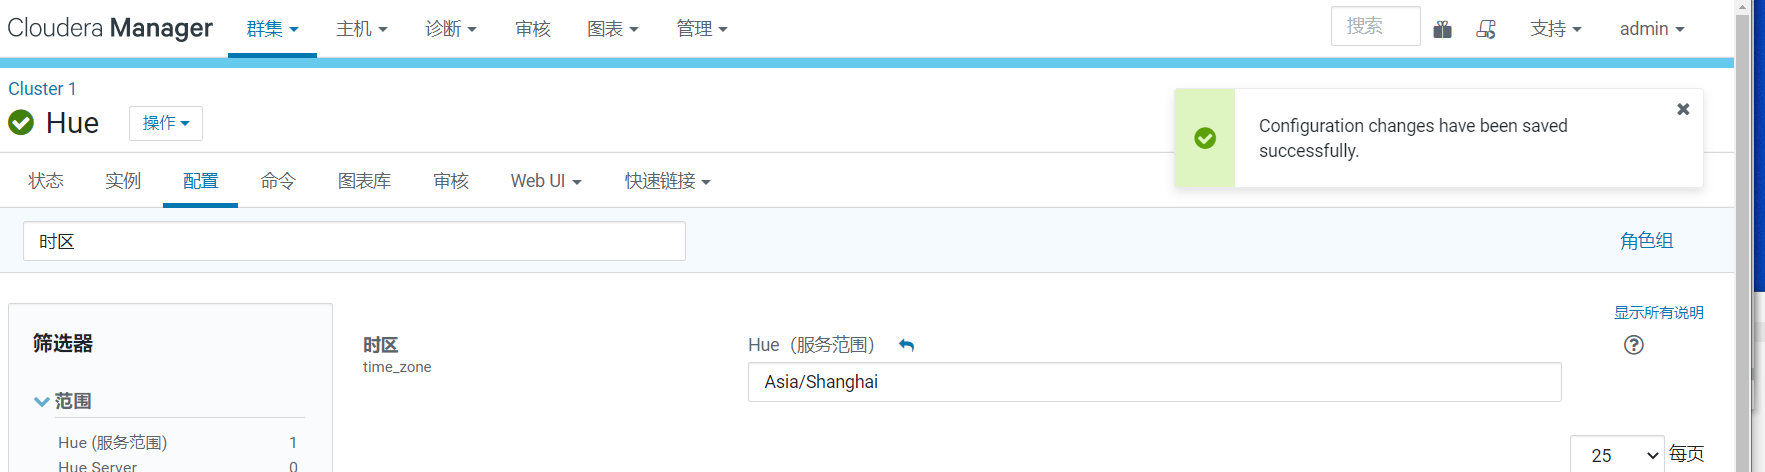 Cloudera Manager 群集 主机 诊断 审核 图表 管理 搜索 支持 admin
Cluster 1
Hue 操作
Configuration changes have been saved
successfully.
状态 实例 配置 命令 图表库 审核 Web UI 快速链接
时区 角色组
显示所有说明
筛选器
时区 Hue（服务范围）
time_zone
Asia/Shanghai
范围
Hue (服务范围) 1
Hue Server 0
25 每页